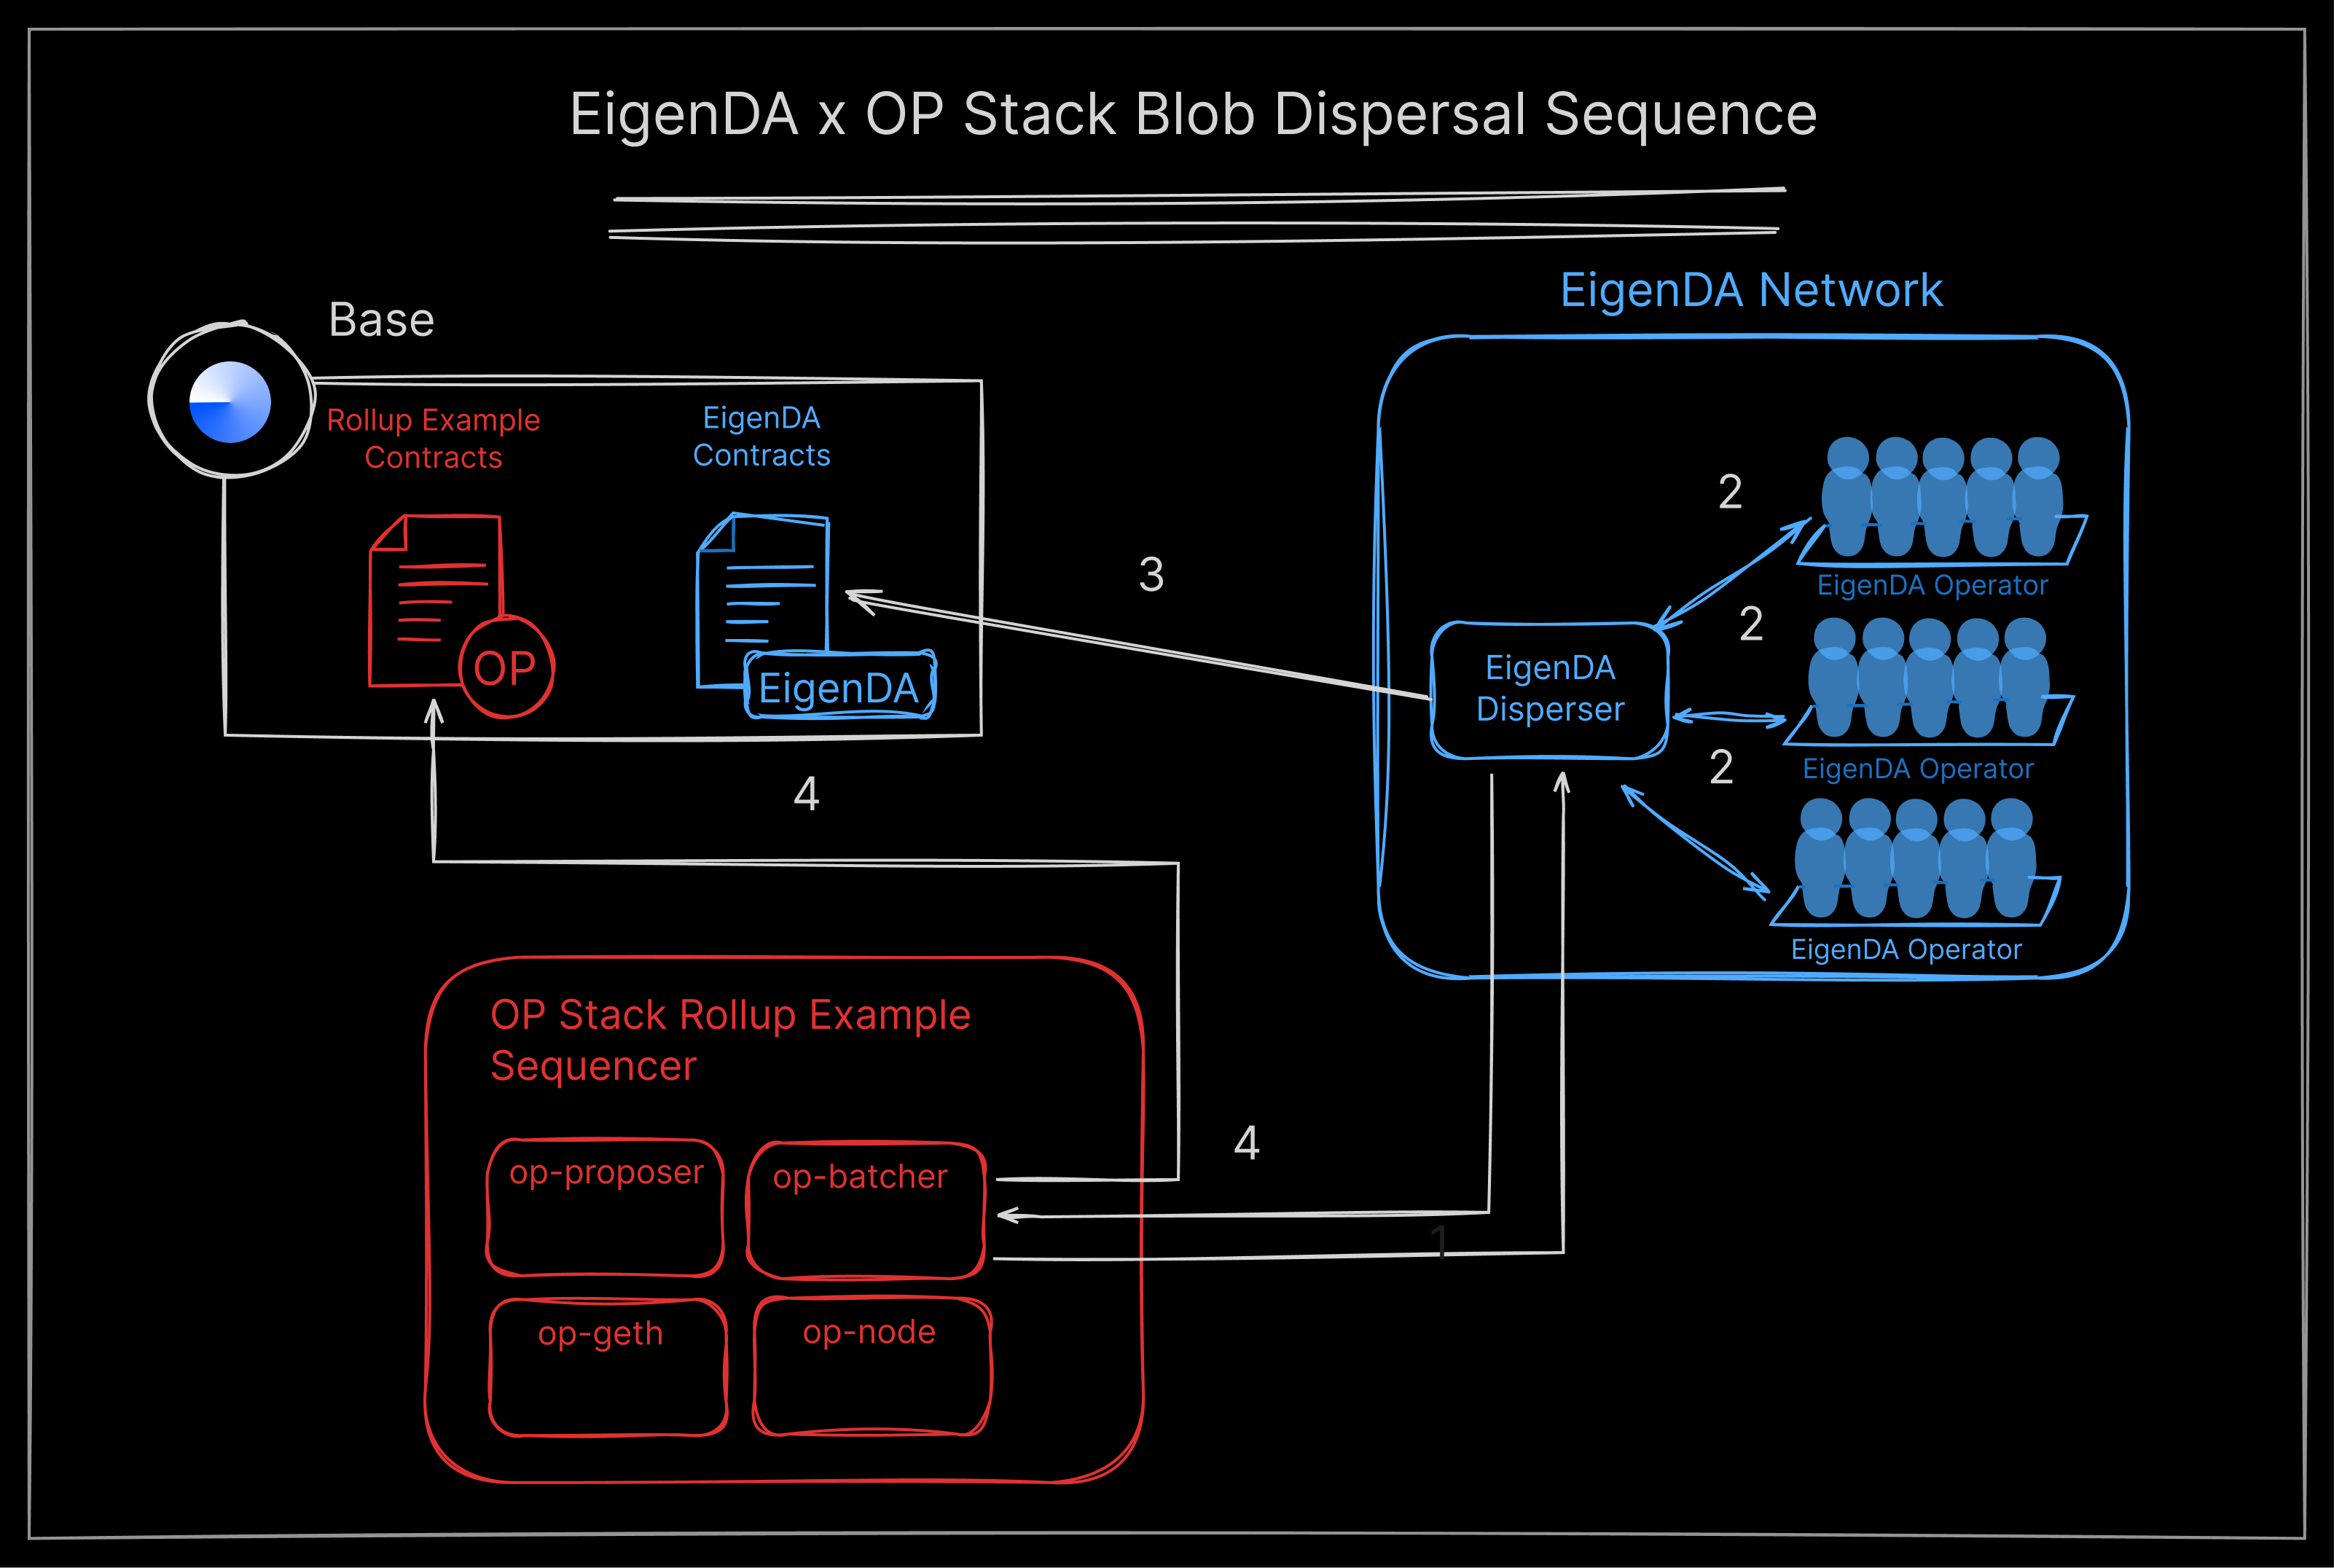 EigenDA x OP Stack Blob Dispersal Sequence
Base
Rollup Example
Contracts
EigenDA
Contracts
OP
EigenDA
3
4
EigenDA Network
2
EigenDA Operator
2
EigenDA
Disperser
EigenDA Operator
2
EigenDA Operator
OP Stack Rollup Example
Sequencer
op-proposer
op-batcher
op-geth
op-node
4
1